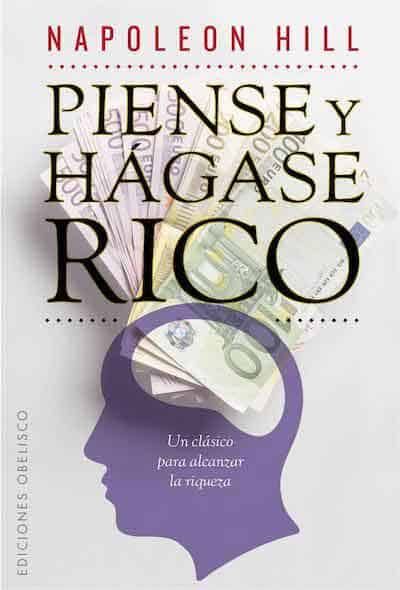 NAPOLEON HILL
PIENSE Y
HÁGASE
RICO
Un clásico
para alcanzar
la riqueza
EDICIONES OBELISCO